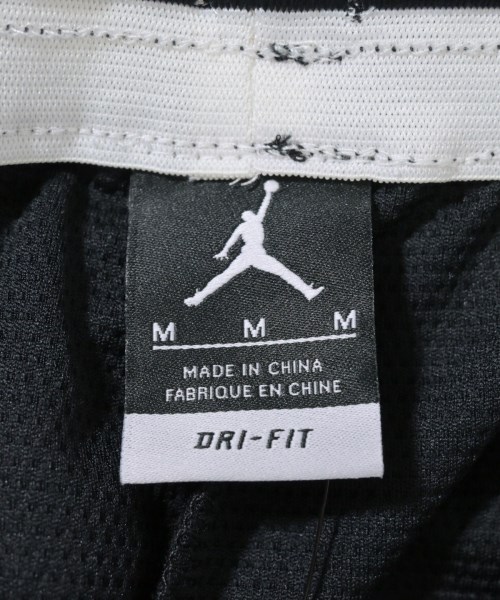 M M M
MADE IN CHINA
FABRIQUE EN CHINE
DRI-FIT